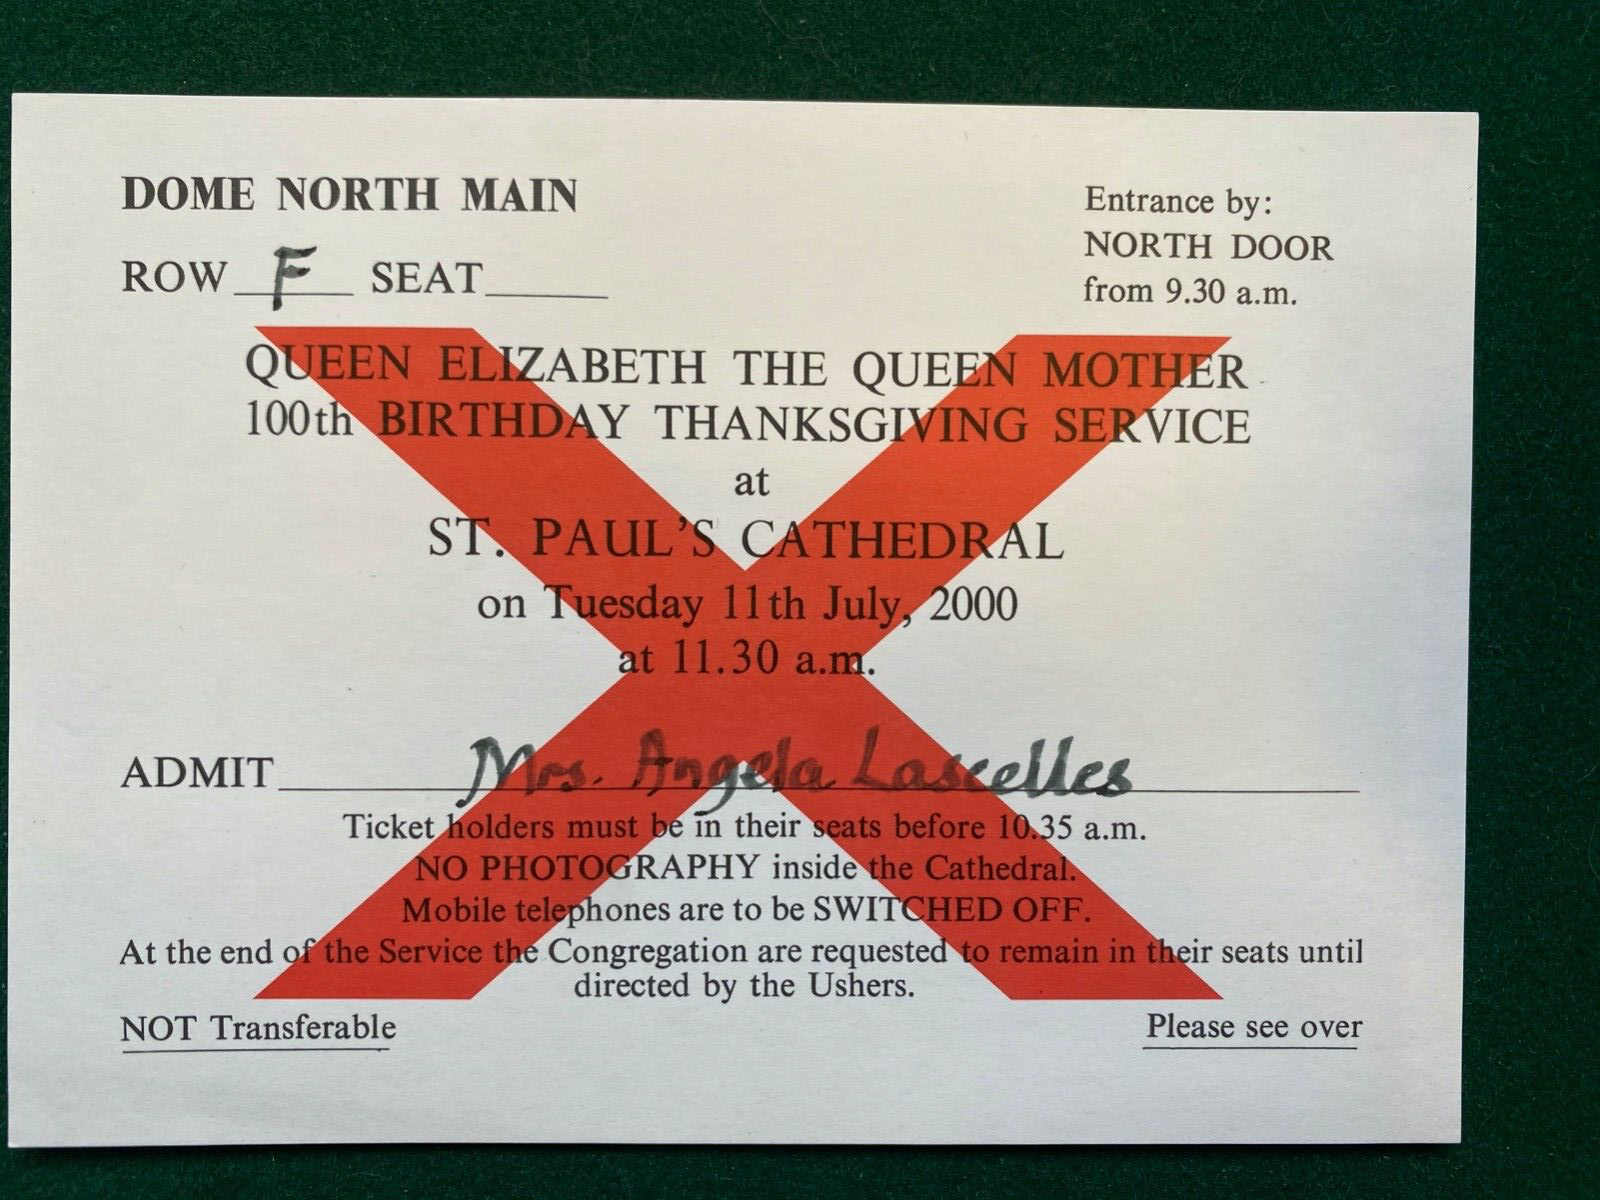 DOME NORTH MAIN
ROW F SEAT
Entrance by:
NORTH DOOR
from 9.30 a.m.
QUEEN ELIZABETH THE QUEEN MOTHER
100th BIRTHDAY THANKSGIVING SERVICE
at
ST. PAUL'S CATHEDRAL
on Tuesday 11th July, 2000
at 11.30 a.m.
ADMIT Mrs. Angela Lascelles
Ticket holders must be in their seats before 10.35 a.m.
NO PHOTOGRAPHY inside the Cathedral.
Mobile telephones are to be SWITCHED OFF.
At the end of the Service the Congregation are requested to remain in their seats until
directed by the Ushers.
NOT Transferable
Please see over